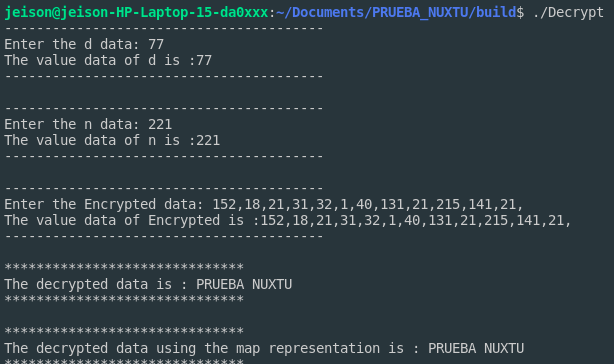 jeison@jeison-HP-Laptop-15-da0xxx:~/Documents/PRUEBA_NUXTU/build$ ./Decrypt
----------------------------------------
Enter the d data: 77
The value data of d is :77
----------------------------------------
----------------------------------------
Enter the n data: 221
The value data of n is :221
----------------------------------------
----------------------------------------
Enter the Encrypted data: 152,18,21,31,32,1,40,131,21,215,141,21,
The value data of Encrypted is :152,18,21,31,32,1,40,131,21,215,141,21,
----------------------------------------
******************************
The decrypted data is : PRUEBA NUXTU
******************************
******************************
The decrypted data using the map representation is : PRUEBA NUXTU
******************************